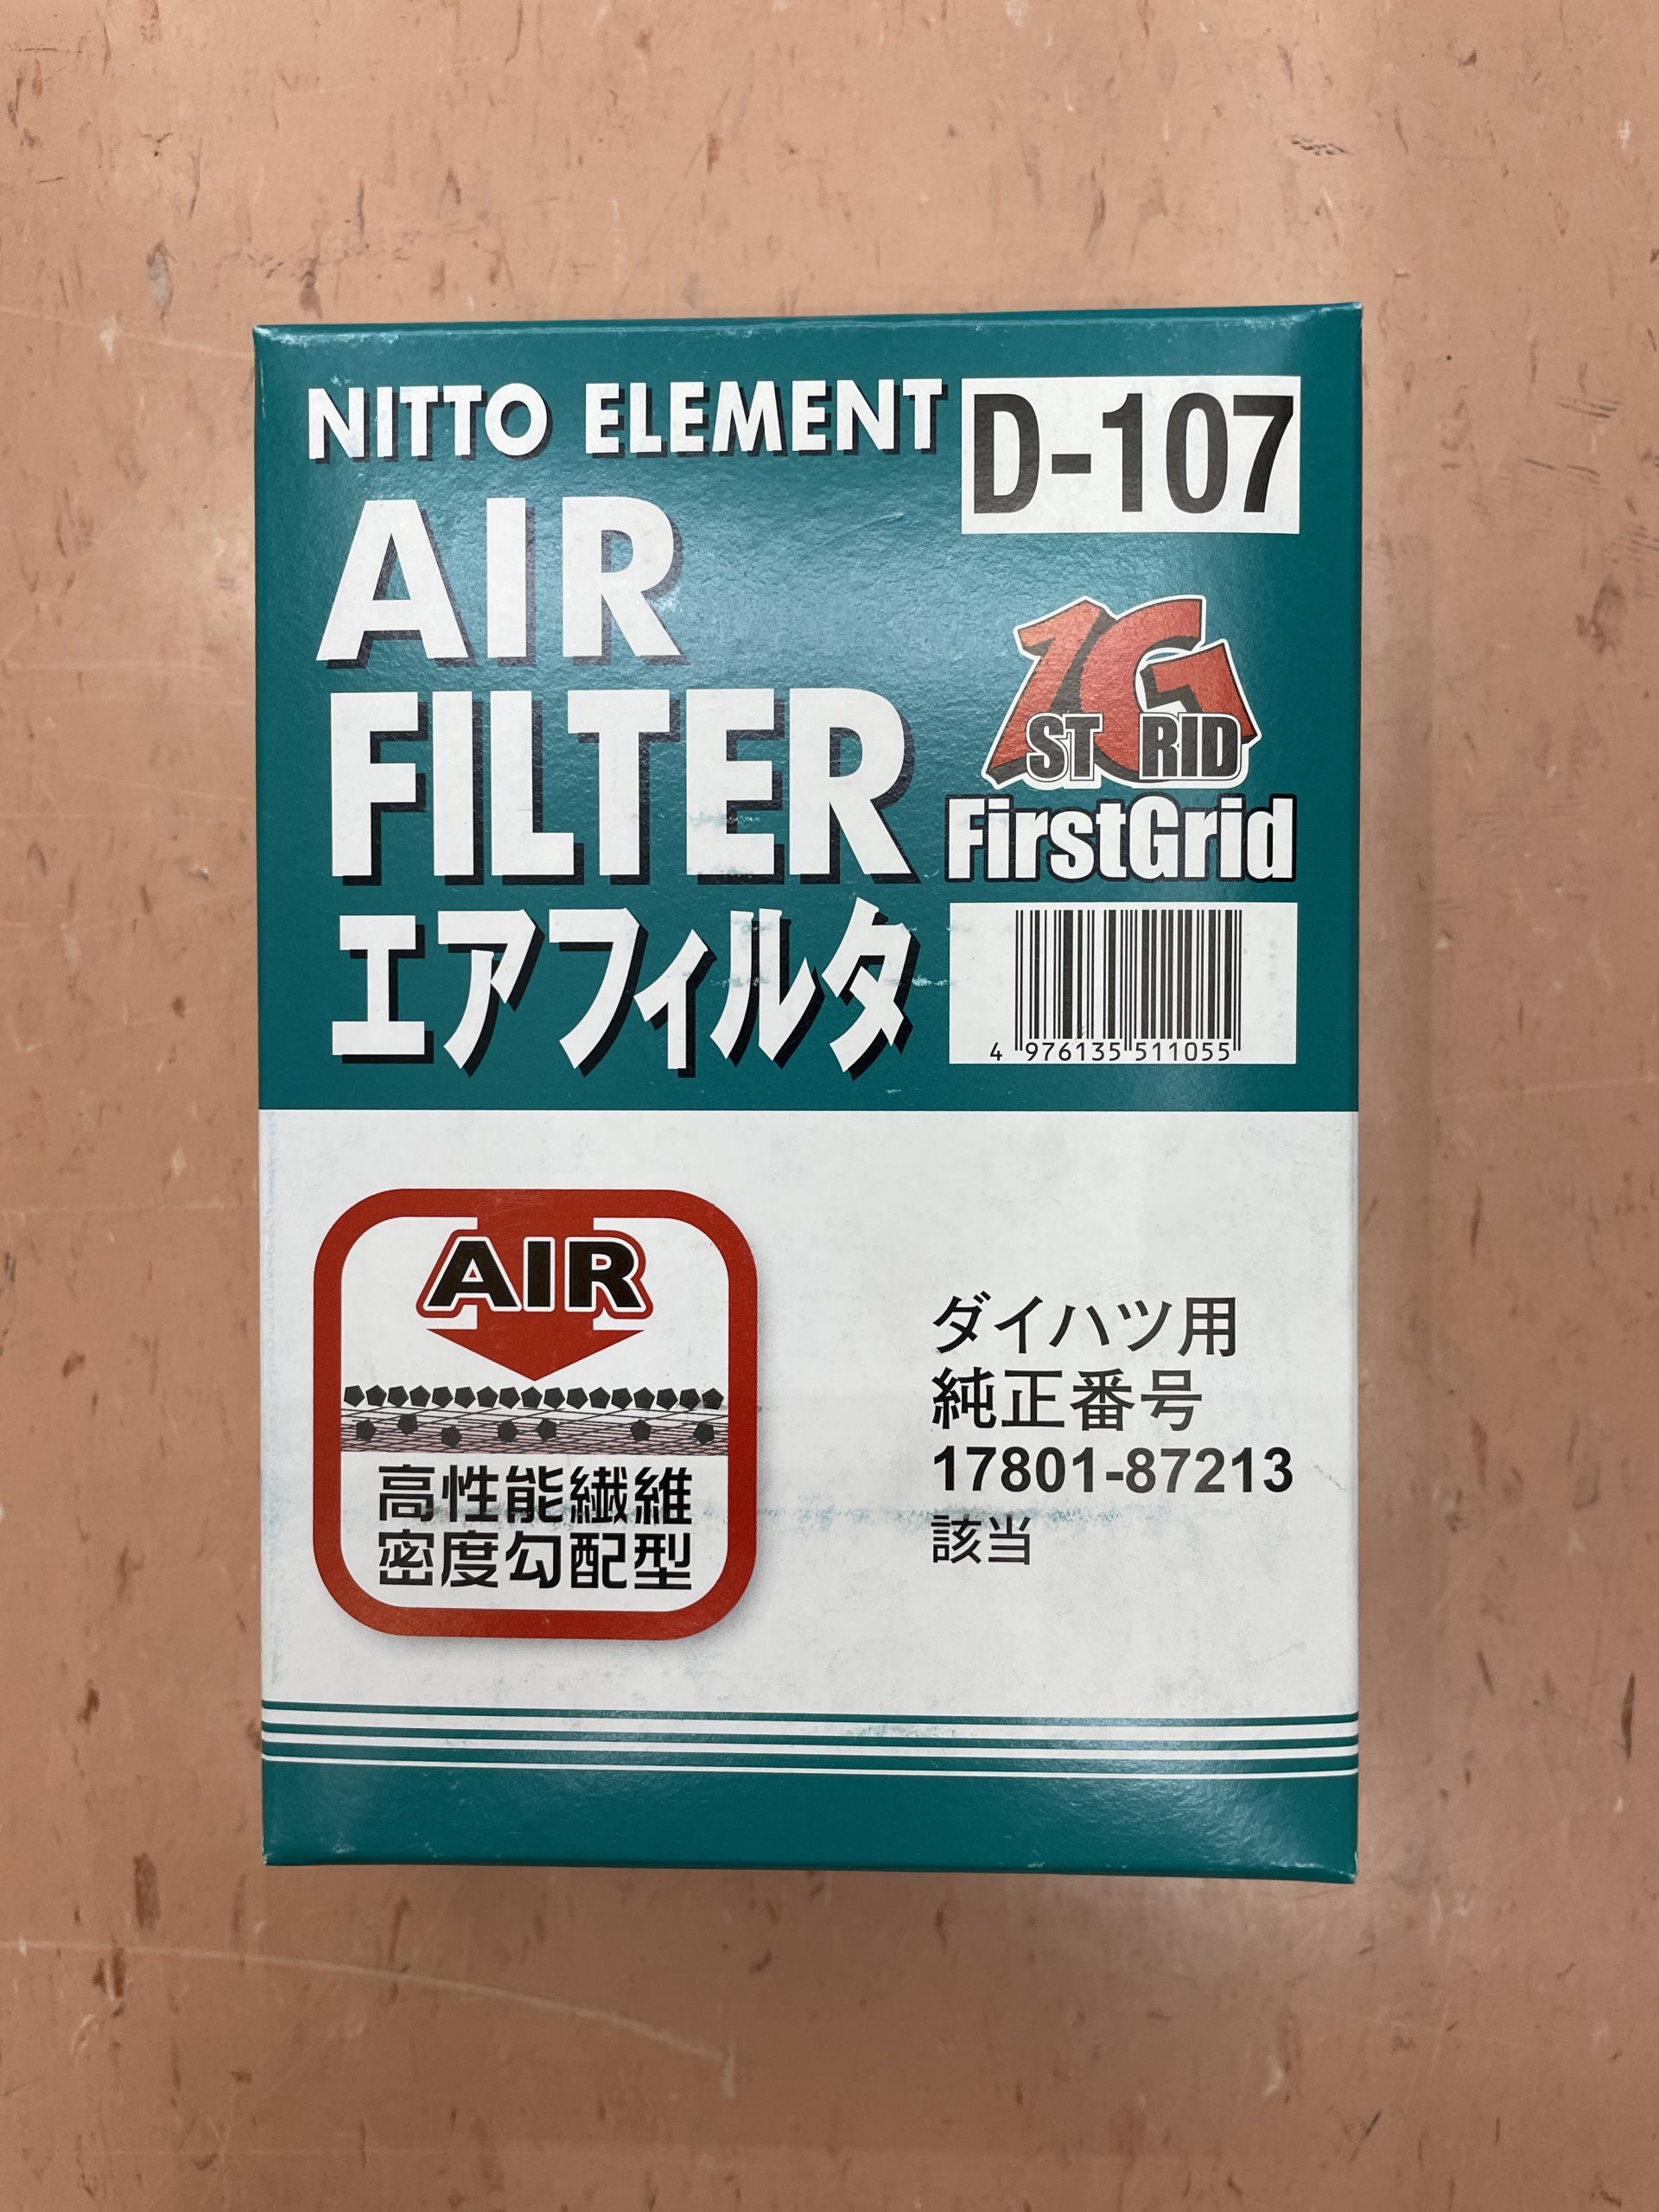 NITTO ELEMENT
D-107
AIR
FILTER
エアフィルタ
1G
ST RID
FirstGrid
4 976135 511055
AIR
高性能繊維
密度勾配型
ダイハツ用
純正番号
17801-87213
該当